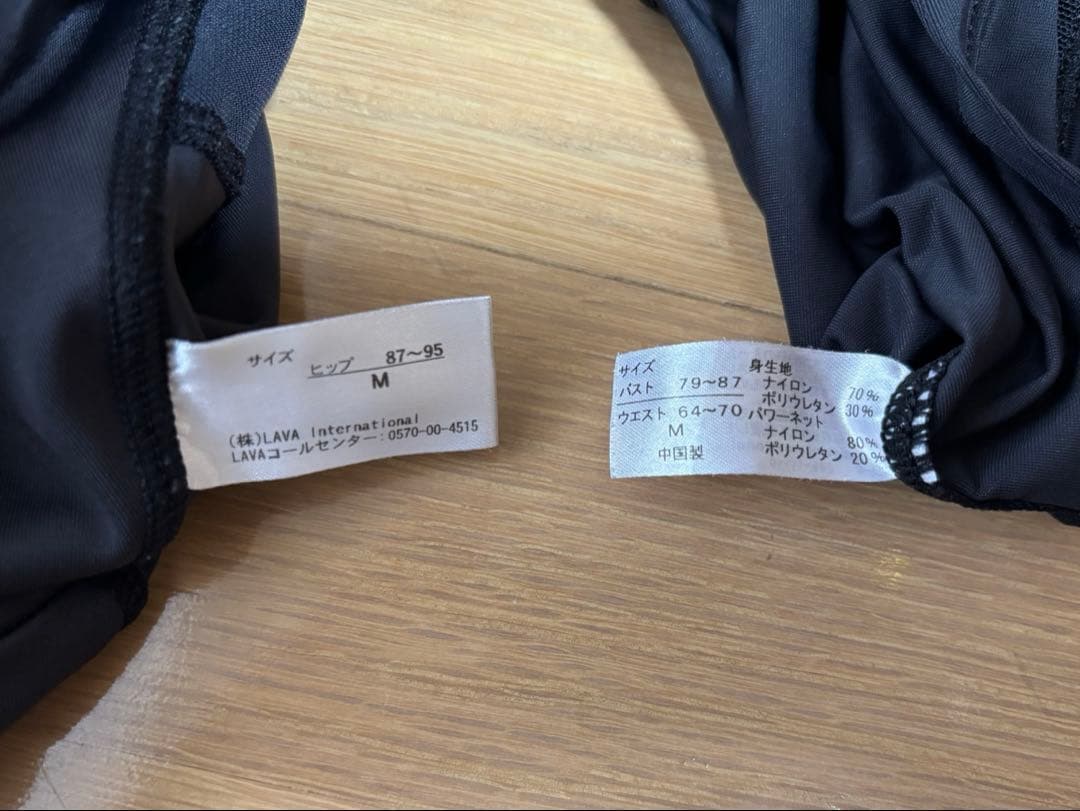 サイズ
ヒップ 87〜95
M
(株)LAVA International
LAVAコールセンター:0570-00-4515
サイズ
バスト 79〜87
ウエスト 64〜70
M
中国製
身生地
ナイロン 70%
ポリウレタン 30%
パワーネット
ナイロン 80%
ポリウレタン 20%